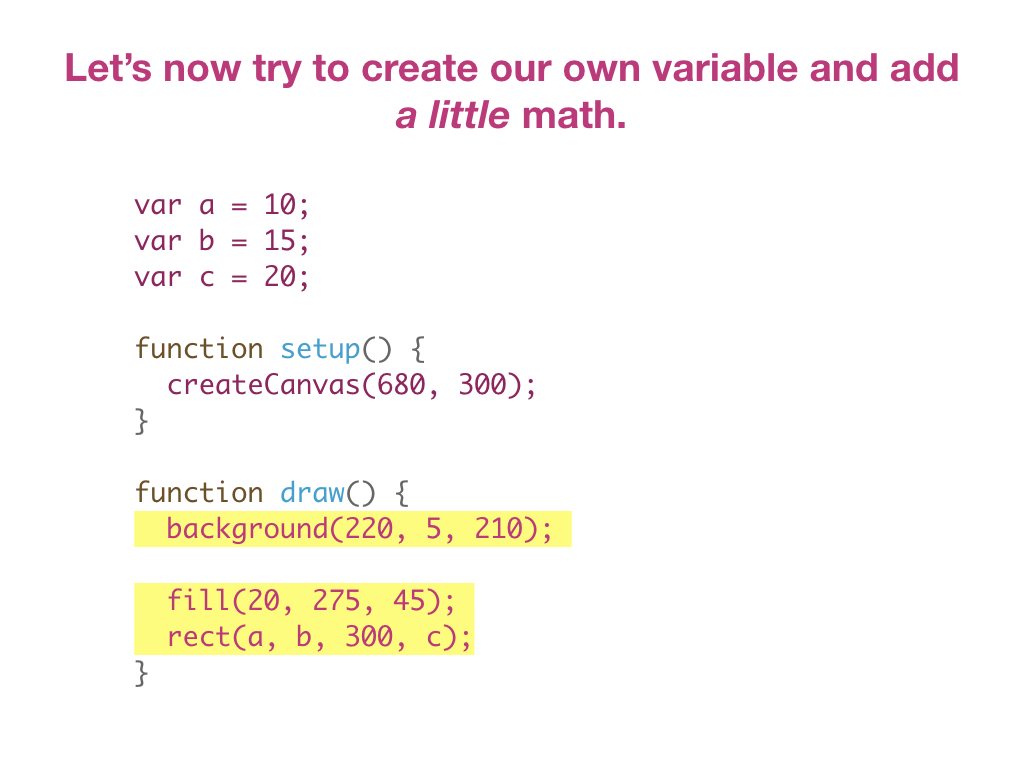 Let’s now try to create our own variable and add
a little math.
var a = 10;
var b = 15;
var c = 20;
function setup() {
  createCanvas(680, 300);
}
function draw() {
  background(220, 5, 210);
  fill(20, 275, 45);
  rect(a, b, 300, c);
}